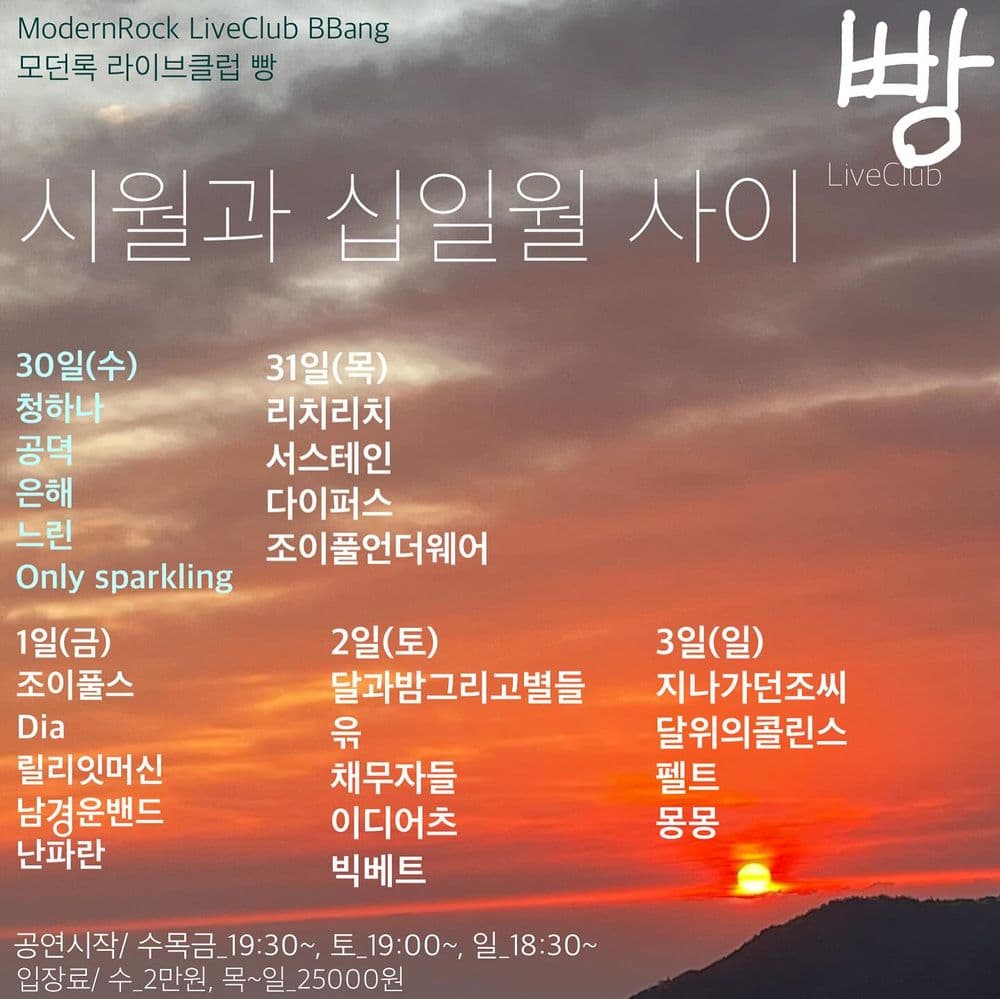 ModernRock LiveClub BBang
모던록 라이브클럽 빵
빵
LiveClub
시월과 십일월 사이
30일(수)
청하나
공뎍
은해
느린
Only sparkling
31일(목)
리치리치
서스테인
다이퍼스
조이풀언더웨어
1일(금)
조이풀스
Dia
릴리잇머신
남경운밴드
난파란
2일(토)
달과밤그리고별들
윾
채무자들
이디어츠
빅베트
3일(일)
지나가던조씨
달위의콜린스
펠트
몽몽
공연시작/ 수목금_19:30~, 토_19:00~, 일_18:30~
입장료/ 수_2만원, 목~일_25000원